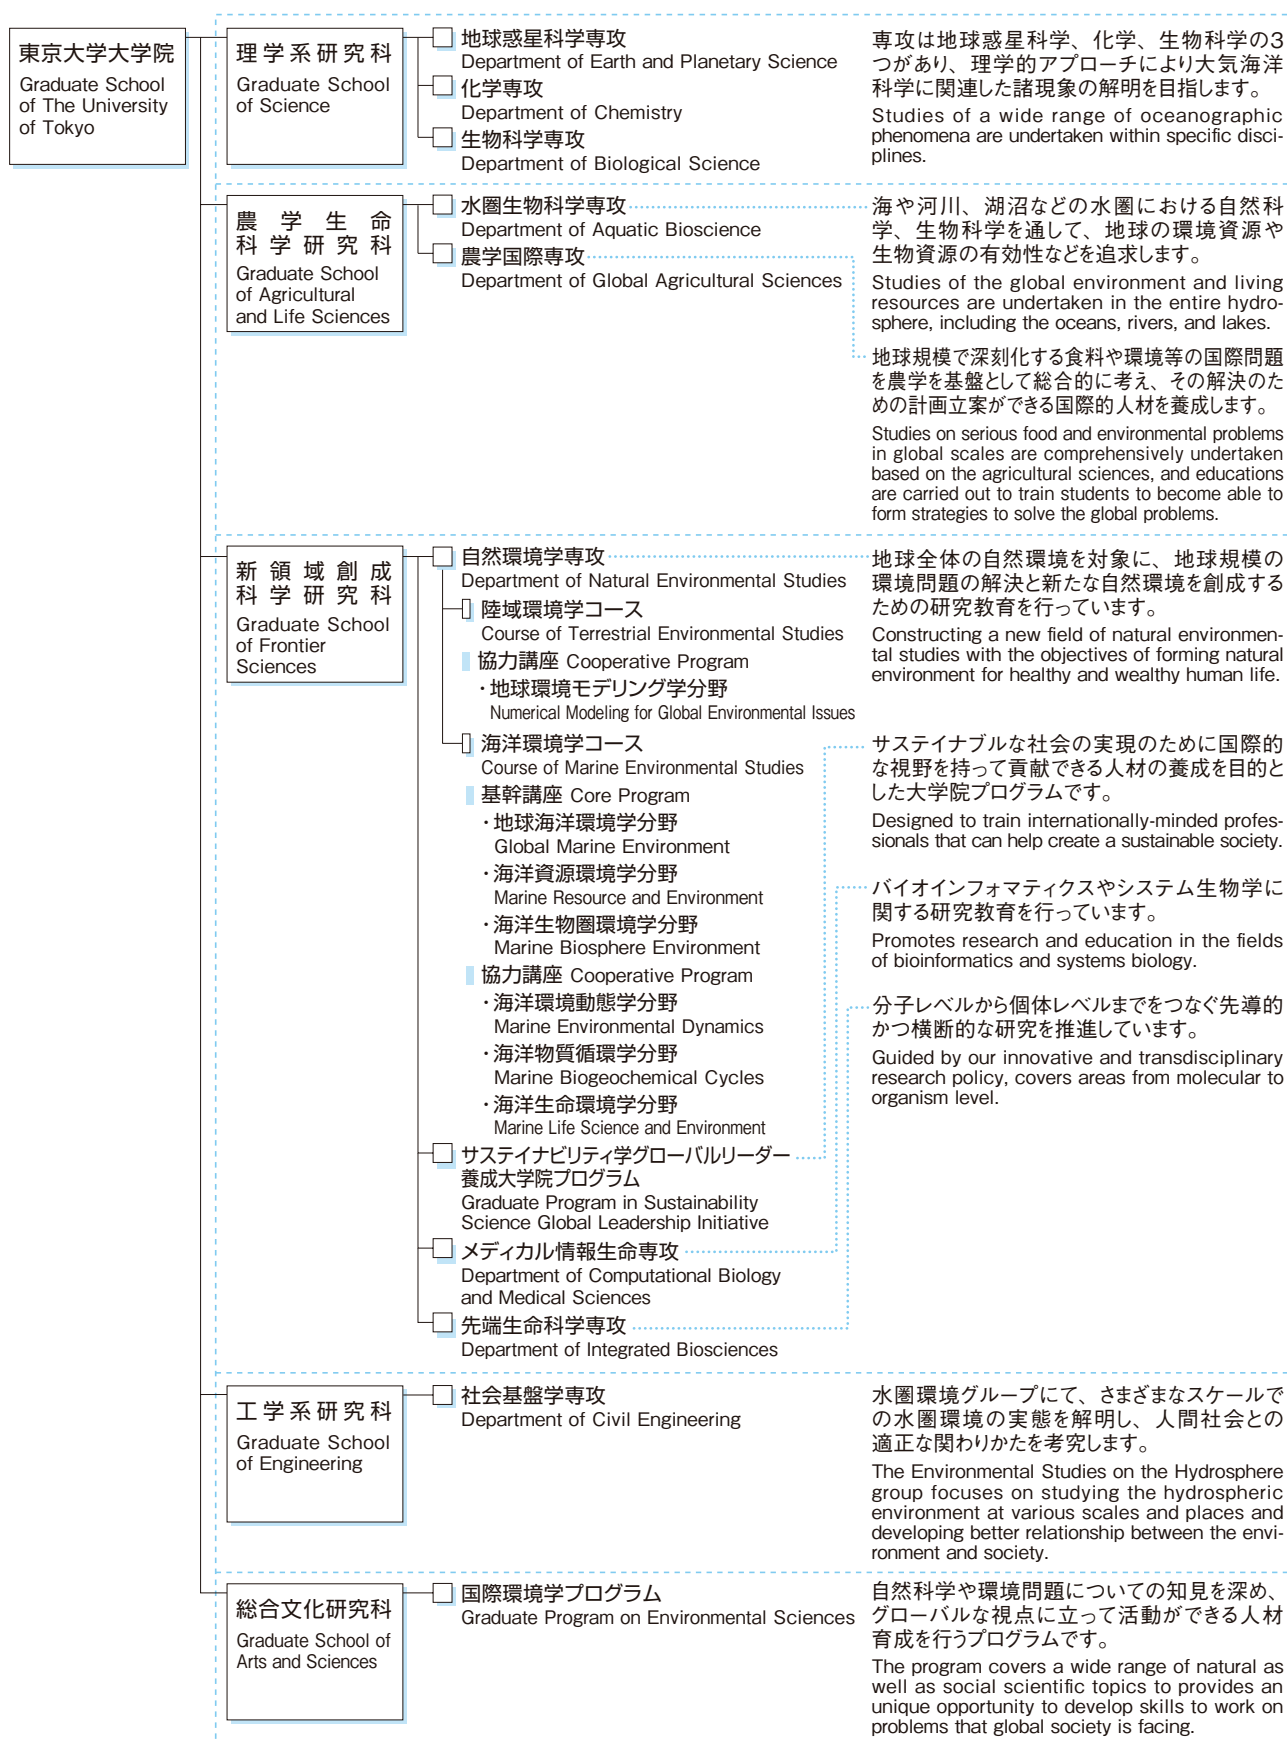 東京大学大学院
Graduate School
of The University
of Tokyo
理学系研究科
Graduate School
of Science
地球惑星科学専攻
Department of Earth and Planetary Science
化学専攻
Department of Chemistry
生物科学専攻
Department of Biological Science
専攻は地球惑星科学、化学、生物科学の3
つがあり、理学的アプローチにより大気海洋
科学に関連した諸現象の解明を目指します。
Studies of a wide range of oceanographic
phenomena are undertaken within specific disci-
plines.
農学生命
科学研究科
Graduate School
of Agricultural
and Life Sciences
水圏生物科学専攻
Department of Aquatic Bioscience
農学国際専攻
Department of Global Agricultural Sciences
海や河川、湖沼などの水圏における自然科
学、生物科学を通して、地球の環境資源や
生物資源の有効性などを追求します。
Studies of the global environment and living
resources are undertaken in the entire hydro-
sphere, including the oceans, rivers, and lakes.
地球規模で深刻化する食料や環境等の国際問題
を農学を基盤として総合的に考え、その解決のた
めの計画立案ができる国際的人材を養成します。
Studies on serious food and environmental problems
in global scales are comprehensively undertaken
based on the agricultural sciences, and educations
are carried out to train students to become able to
form strategies to solve the global problems.
新領域創成
科学研究科
Graduate School
of Frontier
Sciences
自然環境学専攻
Department of Natural Environmental Studies
陸域環境学コース
Course of Terrestrial Environmental Studies
協力講座 Cooperative Program
・地球環境モデリング学分野
Numerical Modeling for Global Environmental Issues
海洋環境学コース
Course of Marine Environmental Studies
基幹講座 Core Program
・地球海洋環境学分野
Global Marine Environment
・海洋資源環境学分野
Marine Resource and Environment
・海洋生物圏環境学分野
Marine Biosphere Environment
協力講座 Cooperative Program
・海洋環境動態学分野
Marine Environmental Dynamics
・海洋物質循環学分野
Marine Biogeochemical Cycles
・海洋生命環境学分野
Marine Life Science and Environment
サステイナビリティ学グローバルリーダー
養成大学院プログラム
Graduate Program in Sustainability
Science Global Leadership Initiative
メディカル情報生命専攻
Department of Computational Biology
and Medical Sciences
先端生命科学専攻
Department of Integrated Biosciences
地球全体の自然環境を対象に、地球規模の
環境問題の解決と新たな自然環境を創成する
ための研究教育を行っています。
Constructing a new field of natural environmen-
tal studies with the objectives of forming natural
environment for healthy and wealthy human life.
サステイナブルな社会の実現のために国際的
な視野を持って貢献できる人材の養成を目的と
した大学院プログラムです。
Designed to train internationally-minded profes-
sionals that can help create a sustainable society.
バイオインフォマティクスやシステム生物学に
関する研究教育を行っています。
Promotes research and education in the fields
of bioinformatics and systems biology.
分子レベルから個体レベルまでをつなぐ先導的
かつ横断的な研究を推進しています。
Guided by our innovative and transdisciplinary
research policy, covers areas from molecular to
organism level.
工学系研究科
Graduate School
of Engineering
社会基盤学専攻
Department of Civil Engineering
水圏環境グループにて、さまざまなスケールで
の水圏環境の実態を解明し、人間社会との
適正な関わりかたを考究します。
The Environmental Studies on the Hydrosphere
group focuses on studying the hydrospheric
environment at various scales and places and
developing better relationship between the envi-
ronment and society.
総合文化研究科
Graduate School of
Arts and Sciences
国際環境学プログラム
Graduate Program on Environmental Sciences
自然科学や環境問題についての知見を深め、
グローバルな視点に立って活動ができる人材
育成を行うプログラムです。
The program covers a wide range of natural as
well as social scientific topics to provides an
unique opportunity to develop skills to work on
problems that global society is facing.